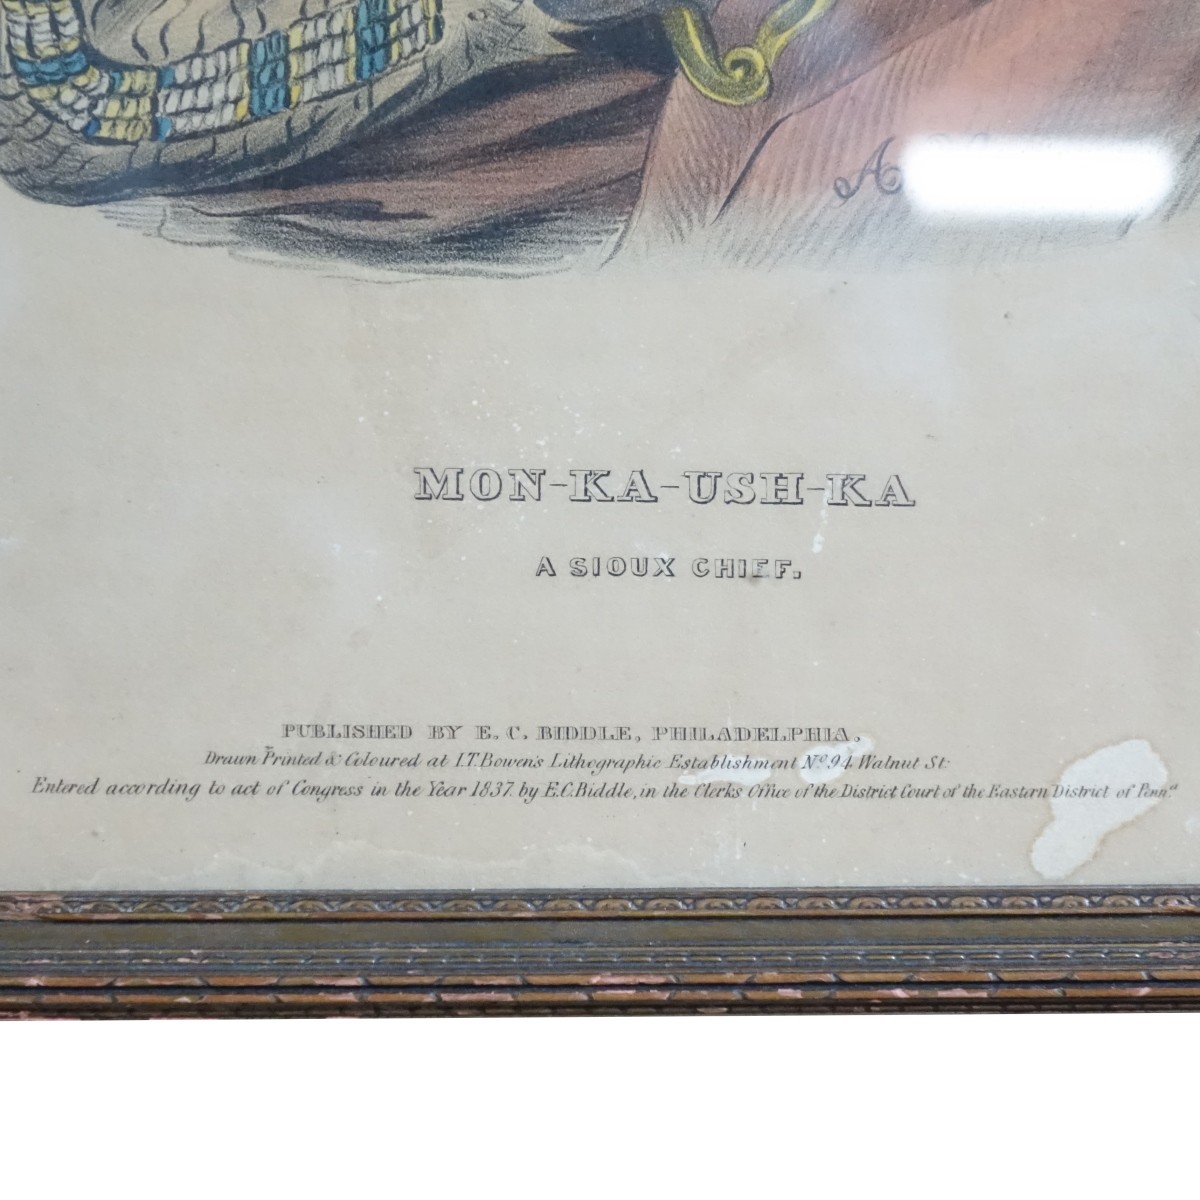 A
MON-KA-USH-KA
A SIOUX CHIEF.
PUBLISHED BY E. C. BIDDLE, PHILADELPHIA.
Drawn Printed & Coloured at I.T. Bowen's Lithographic Establishment No. 94 Walnut St.
Entered according to act of Congress in the Year 1837 by E.C. Biddle, in the Clerks Office of the District Court of the Eastern District of Penna.